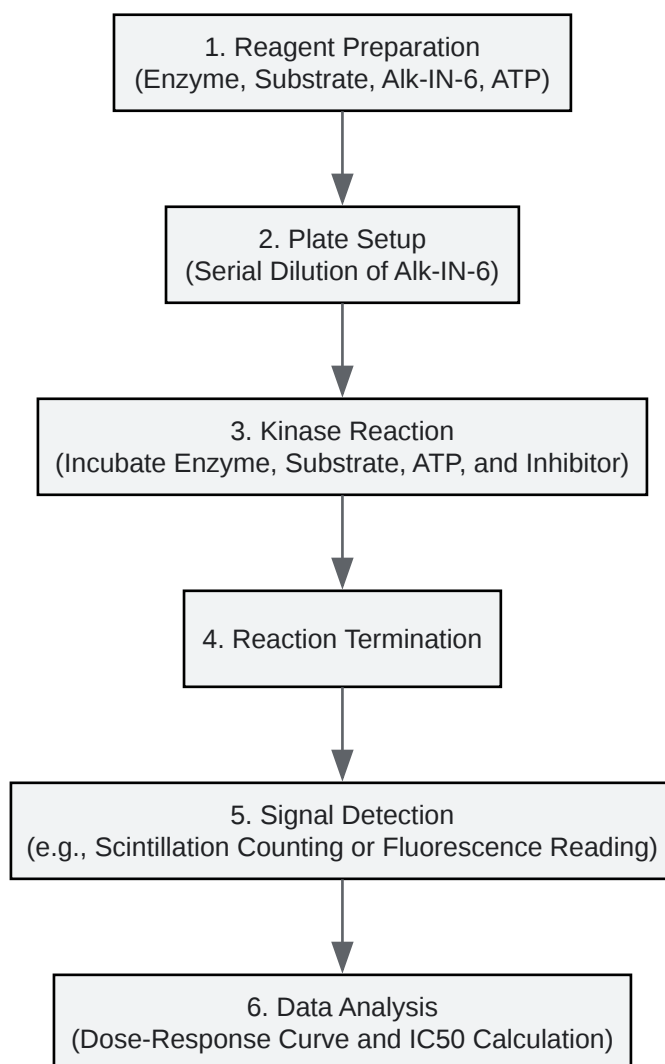 1. Reagent Preparation
(Enzyme, Substrate, Alk-IN-6, ATP)
2. Plate Setup
(Serial Dilution of Alk-IN-6)
3. Kinase Reaction
(Incubate Enzyme, Substrate, ATP, and Inhibitor)
4. Reaction Termination
5. Signal Detection
(e.g., Scintillation Counting or Fluorescence Reading)
6. Data Analysis
(Dose-Response Curve and IC50 Calculation)